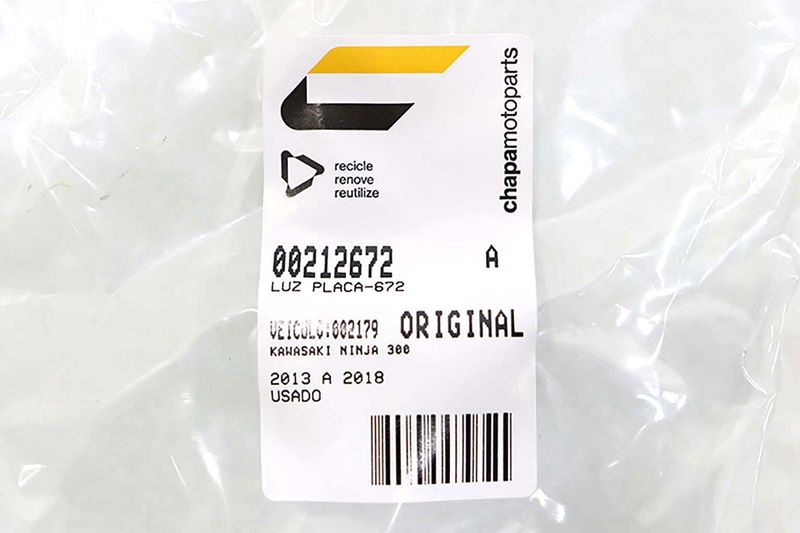 chapamotoparts
recicle
renove
reutilize
00212672 A
LUZ PLACA-672
VEICULO:002179 ORIGINAL
KAWASAKI NINJA 300
2013 A 2018
USADO